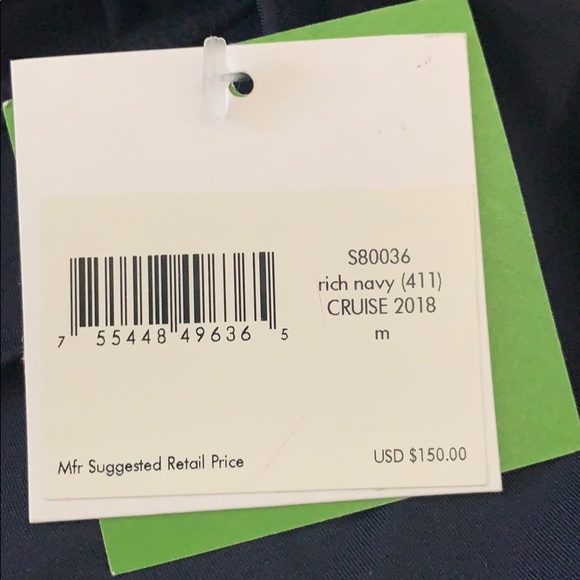 S80036
rich navy (411)
CRUISE 2018
m
7 55448 49636 5
Mfr Suggested Retail Price
USD $150.00